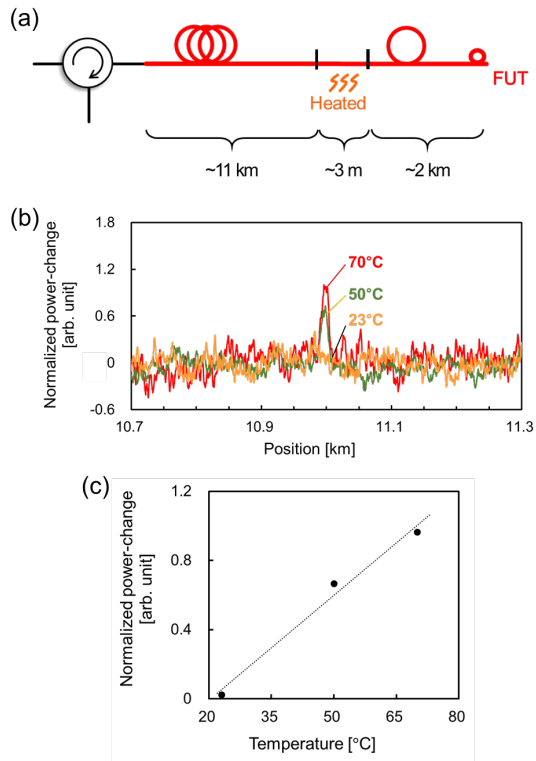 (a)
FUT
Heated
~11 km
~3 m
~2 km
(b)
Normalized power-change
[arb. unit]
1.8
1.2
0.6
0
-0.6
70°C
50°C
23°C
10.7
10.9
11.1
11.3
Position [km]
(c)
Normalized power-change
[arb. unit]
1.2
0.8
0.4
0
20
35
50
65
80
Temperature [°C]